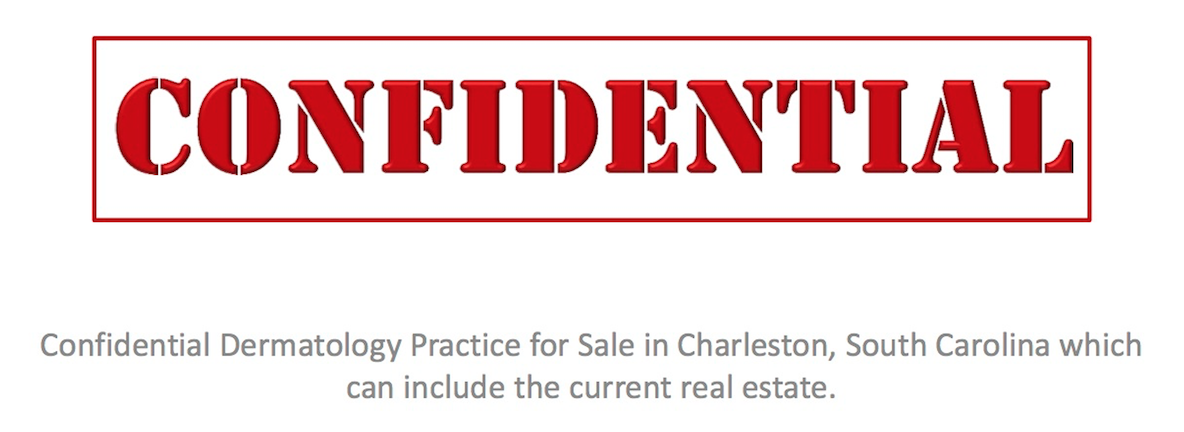 CONFIDENTIAL
Confidential Dermatology Practice for Sale in Charleston, South Carolina which
can include the current real estate.